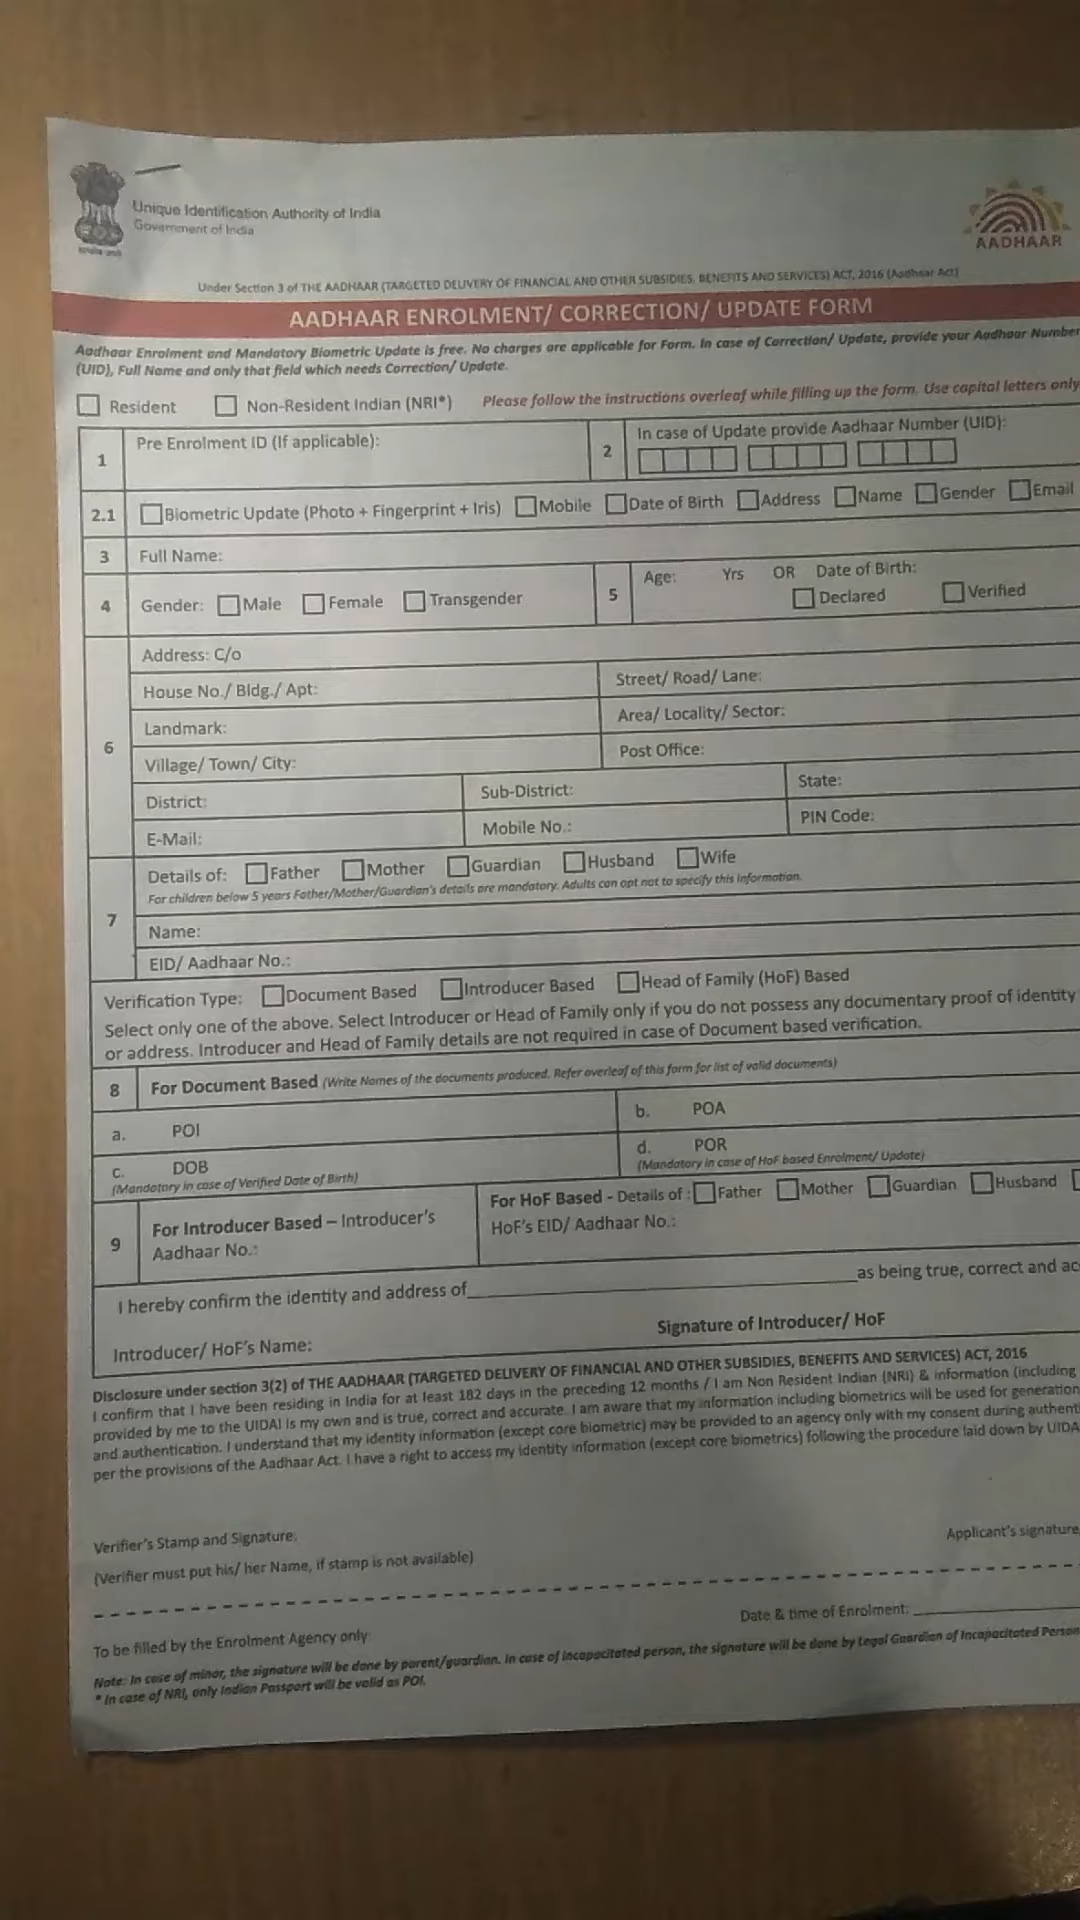 Unique Identification Authority of India
Government of India
AADHAAR
Under Section 3 of THE AADHAAR (TARGETED DELIVERY OF FINANCIAL AND OTHER SUBSIDIES, BENEFITS AND SERVICES) ACT, 2016 (Aadhaar Act)
AADHAAR ENROLMENT/ CORRECTION/ UPDATE FORM
Aadhaar Enrolment and Mandatory Biometric Update is free. No charges are applicable for Form. In case of Correction/ Update, provide your Aadhaar Number
(UID), Full Name and only that field which needs Correction/ Update.
Resident Non-Resident Indian (NRI*) Please follow the instructions overleaf while filling up the form. Use capital letters only
1 Pre Enrolment ID (If applicable): 2 In case of Update provide Aadhaar Number (UID):
2.1 Biometric Update (Photo + Fingerprint + Iris) Mobile Date of Birth Address Name Gender Email
3 Full Name:
4 Gender: Male Female Transgender 5 Age: Yrs OR Date of Birth:
Declared Verified
6 Address: C/o
House No./ Bldg./ Apt: Street/ Road/ Lane:
Landmark: Area/ Locality/ Sector:
Village/ Town/ City: Post Office:
District: Sub-District: State:
E-Mail: Mobile No.: PIN Code:
7 Details of: Father Mother Guardian Husband Wife
For children below 5 years Father/Mother/Guardian's details are mandatory. Adults can opt not to specify this information.
Name:
EID/ Aadhaar No.:
Verification Type: Document Based Introducer Based Head of Family (HoF) Based
Select only one of the above. Select Introducer or Head of Family only if you do not possess any documentary proof of identity
or address. Introducer and Head of Family details are not required in case of Document based verification.
8 For Document Based (Write Names of the documents produced. Refer overleaf of this form for list of valid documents)
a. POI b. POA
c. DOB d. POR
(Mandatory in case of Verified Date of Birth) (Mandatory in case of HoF based Enrolment/ Update)
9 For Introducer Based – Introducer's For HoF Based - Details of : Father Mother Guardian Husband
Aadhaar No.: HoF's EID/ Aadhaar No.:
I hereby confirm the identity and address of as being true, correct and ac
Introducer/ HoF's Name: Signature of Introducer/ HoF
Disclosure under section 3(2) of THE AADHAAR (TARGETED DELIVERY OF FINANCIAL AND OTHER SUBSIDIES, BENEFITS AND SERVICES) ACT, 2016
I confirm that I have been residing in India for at least 182 days in the preceding 12 months / I am Non Resident Indian (NRI) & information (including
provided by me to the UIDAI is my own and is true, correct and accurate. I am aware that my information including biometrics will be used for generation
and authentication. I understand that my identity information (except core biometric) may be provided to an agency only with my consent during authenti
per the provisions of the Aadhaar Act. I have a right to access my identity information (except core biometrics) following the procedure laid down by UIDA
Verifier's Stamp and Signature: Applicant's signature
(Verifier must put his/ her Name, if stamp is not available)
To be filled by the Enrolment Agency only: Date & time of Enrolment:
Note: In case of minor, the signature will be done by parent/guardian. In case of incapacitated person, the signature will be done by Legal Guardian of Incapacitated Person
* In case of NRI, only Indian Passport will be valid as POI.